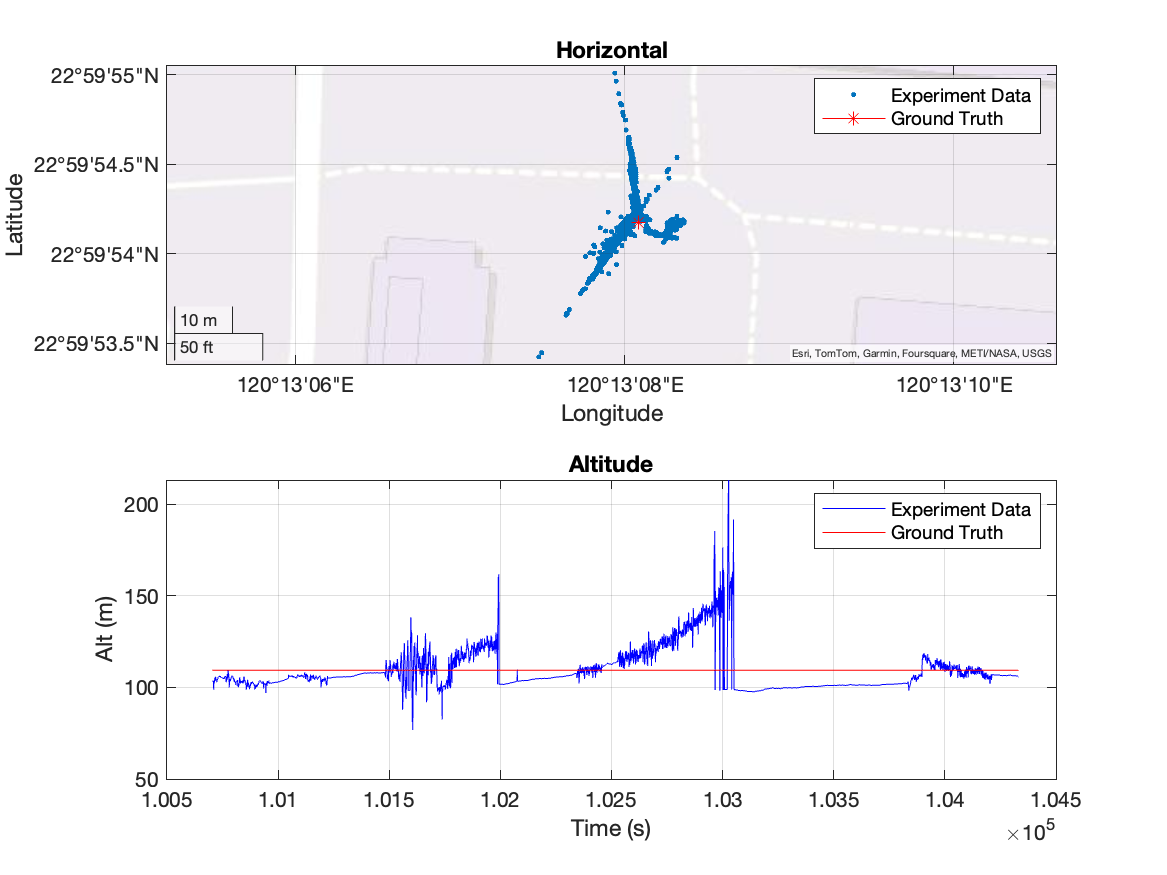 Horizontal
22°59'55"N
22°59'54.5"N
22°59'54"N
22°59'53.5"N
Latitude
Experiment Data
Ground Truth
10 m
50 ft
Esri, TomTom, Garmin, Foursquare, METI/NASA, USGS
120°13'06"E
120°13'08"E
120°13'10"E
Longitude
Altitude
200
150
100
50
Alt (m)
Experiment Data
Ground Truth
1.005
1.01
1.015
1.02
1.025
1.03
1.035
1.04
1.045
Time (s)
×10⁵